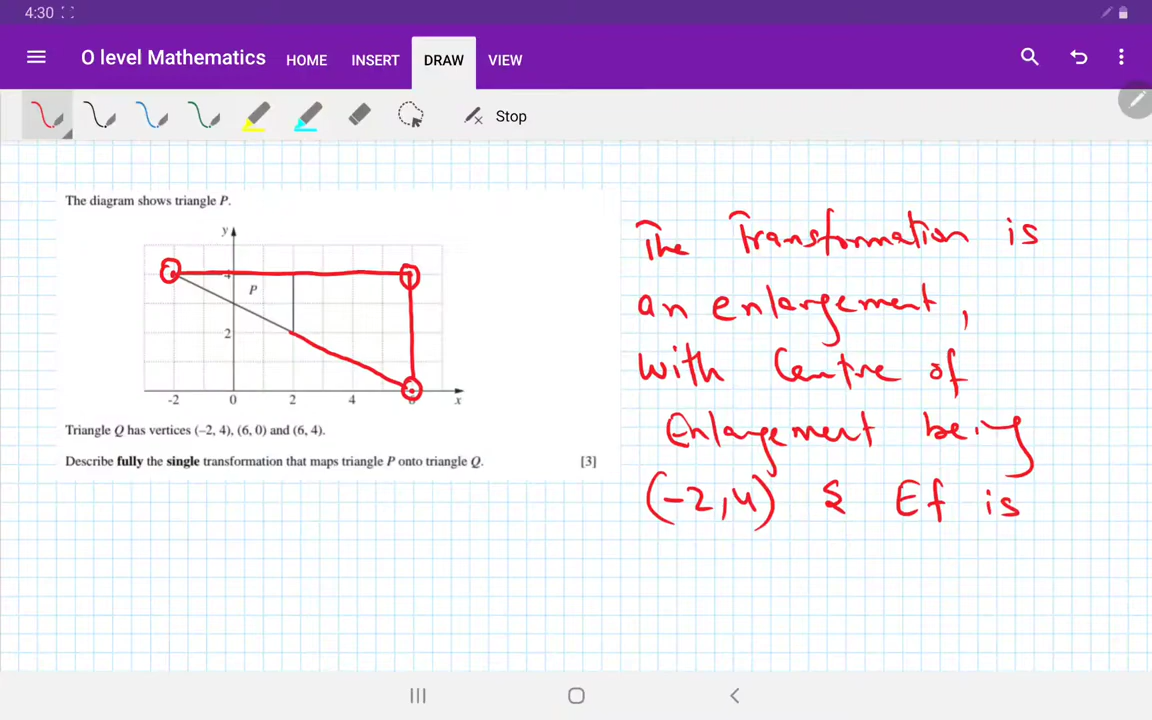 4:30
O level Mathematics HOME INSERT DRAW VIEW
Stop
The diagram shows triangle P.
y
4
P
2
-2 0 2 4 6 x
Triangle Q has vertices (–2, 4), (6, 0) and (6, 4).
Describe fully the single transformation that maps triangle P onto triangle Q. [3]
The Transformation is
an enlargement,
with Centre of
Enlargement being
(-2,4) & Ef is